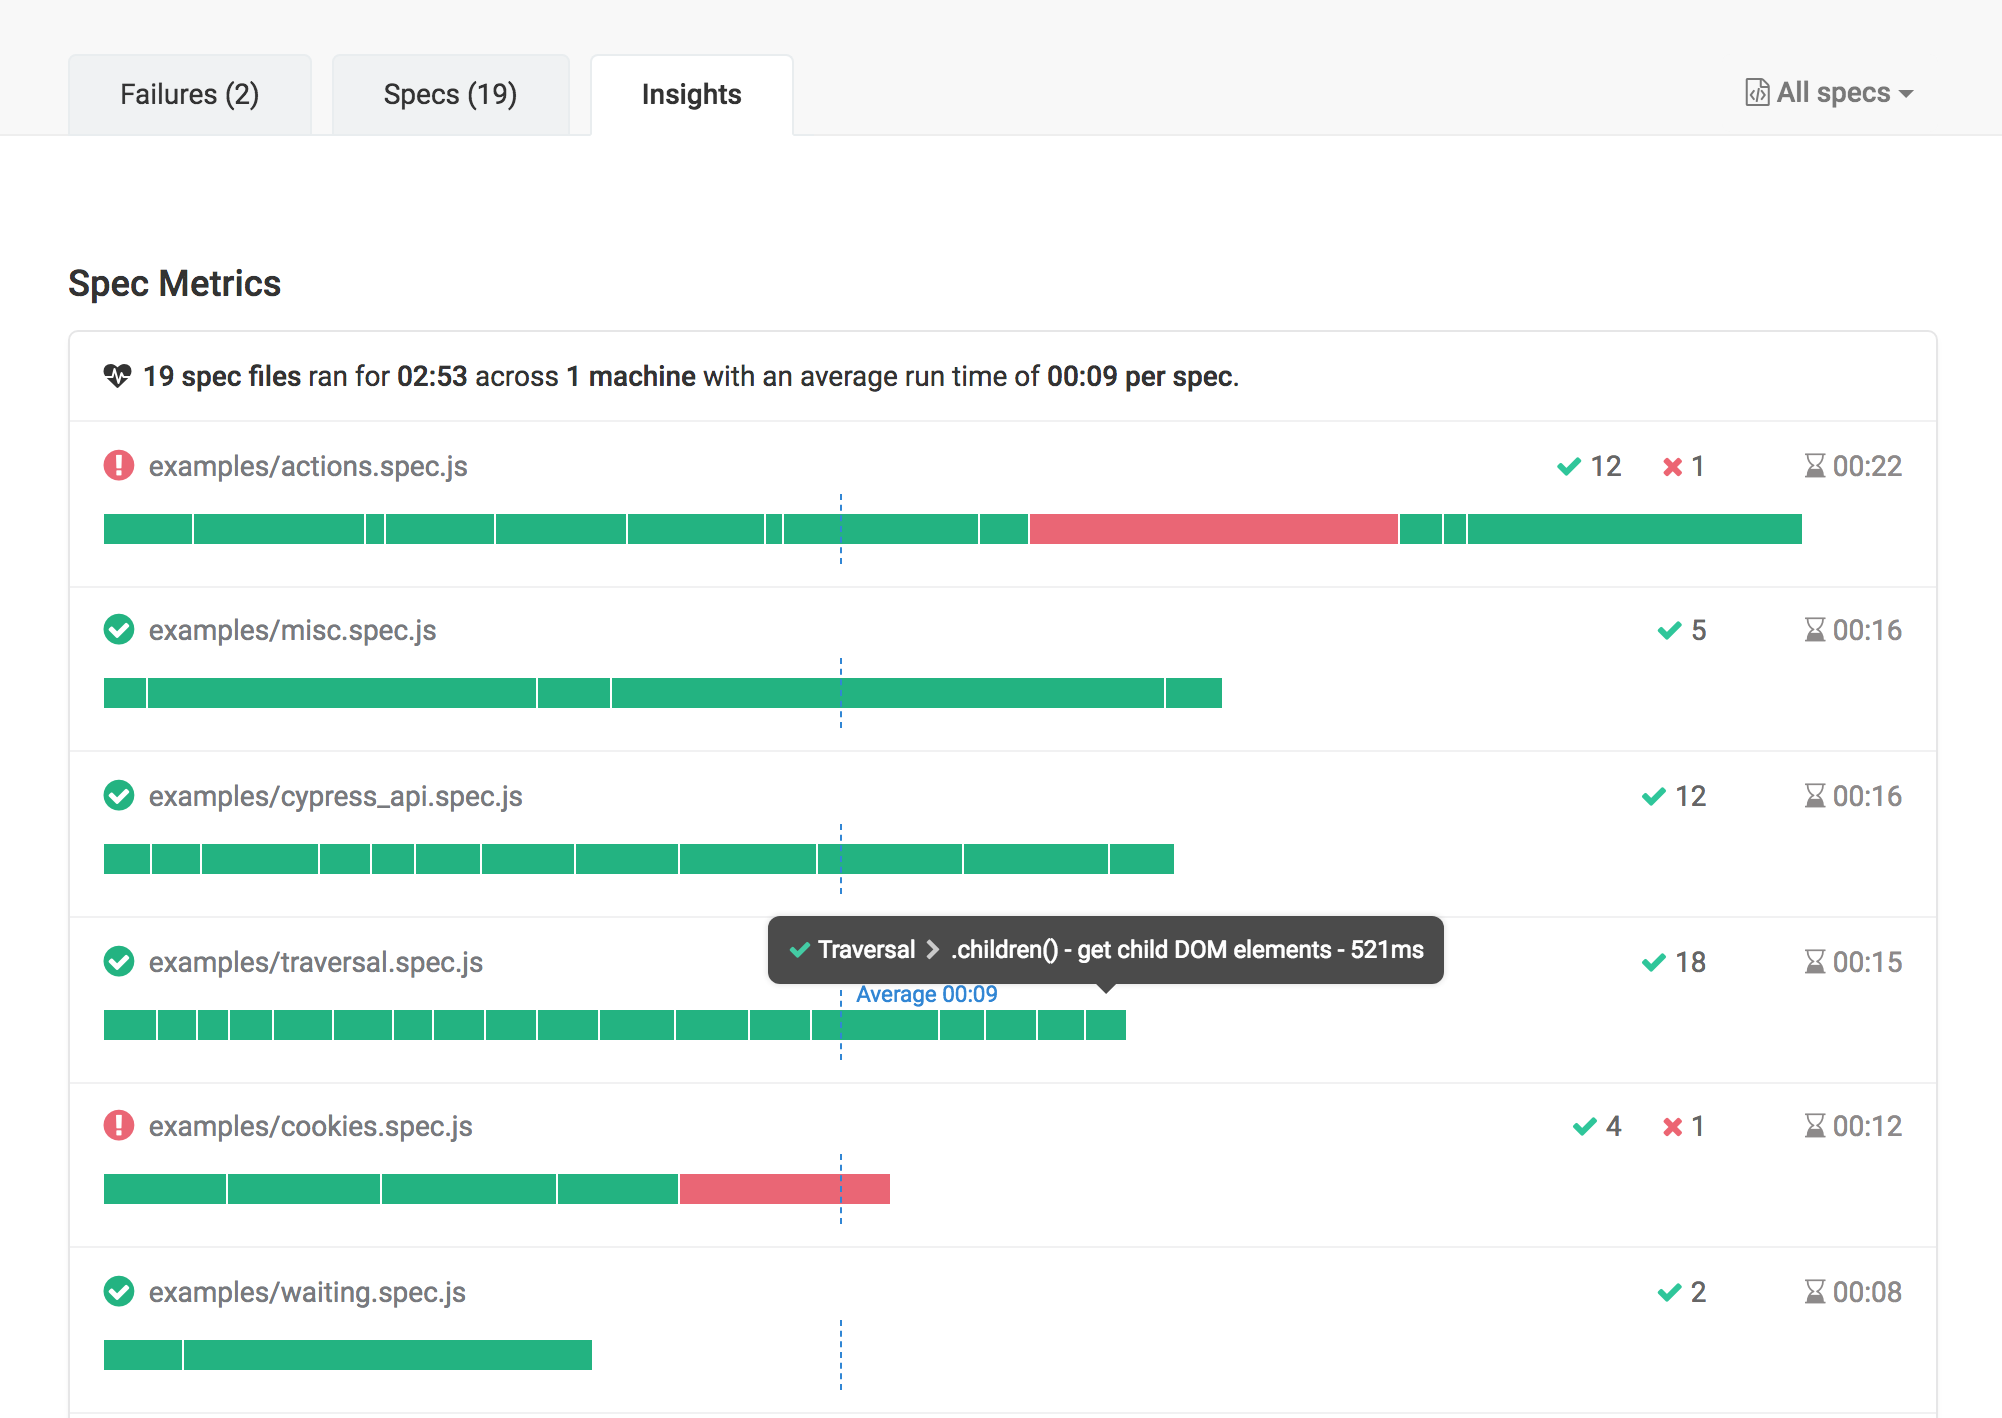 Failures (2)
Specs (19)
Insights
All specs
Spec Metrics
19 spec files ran for 02:53 across 1 machine with an average run time of 00:09 per spec.
examples/actions.spec.js 12 1 00:22
examples/misc.spec.js 5 00:16
examples/cypress_api.spec.js 12 00:16
Traversal .children() - get child DOM elements - 521ms
examples/traversal.spec.js 18 00:15
Average 00:09
examples/cookies.spec.js 4 1 00:12
examples/waiting.spec.js 2 00:08